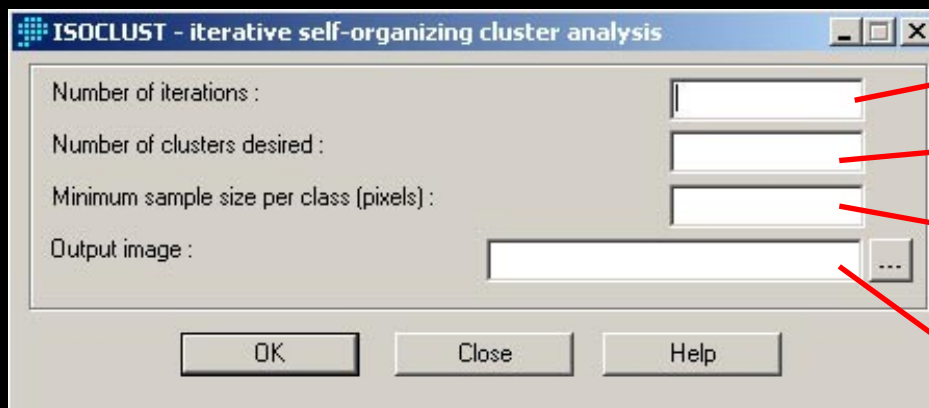 ISOCLUST - iterative self-organizing cluster analysis
Number of iterations :
Number of clusters desired :
Minimum sample size per class (pixels) :
Output image :
...
OK Close Help